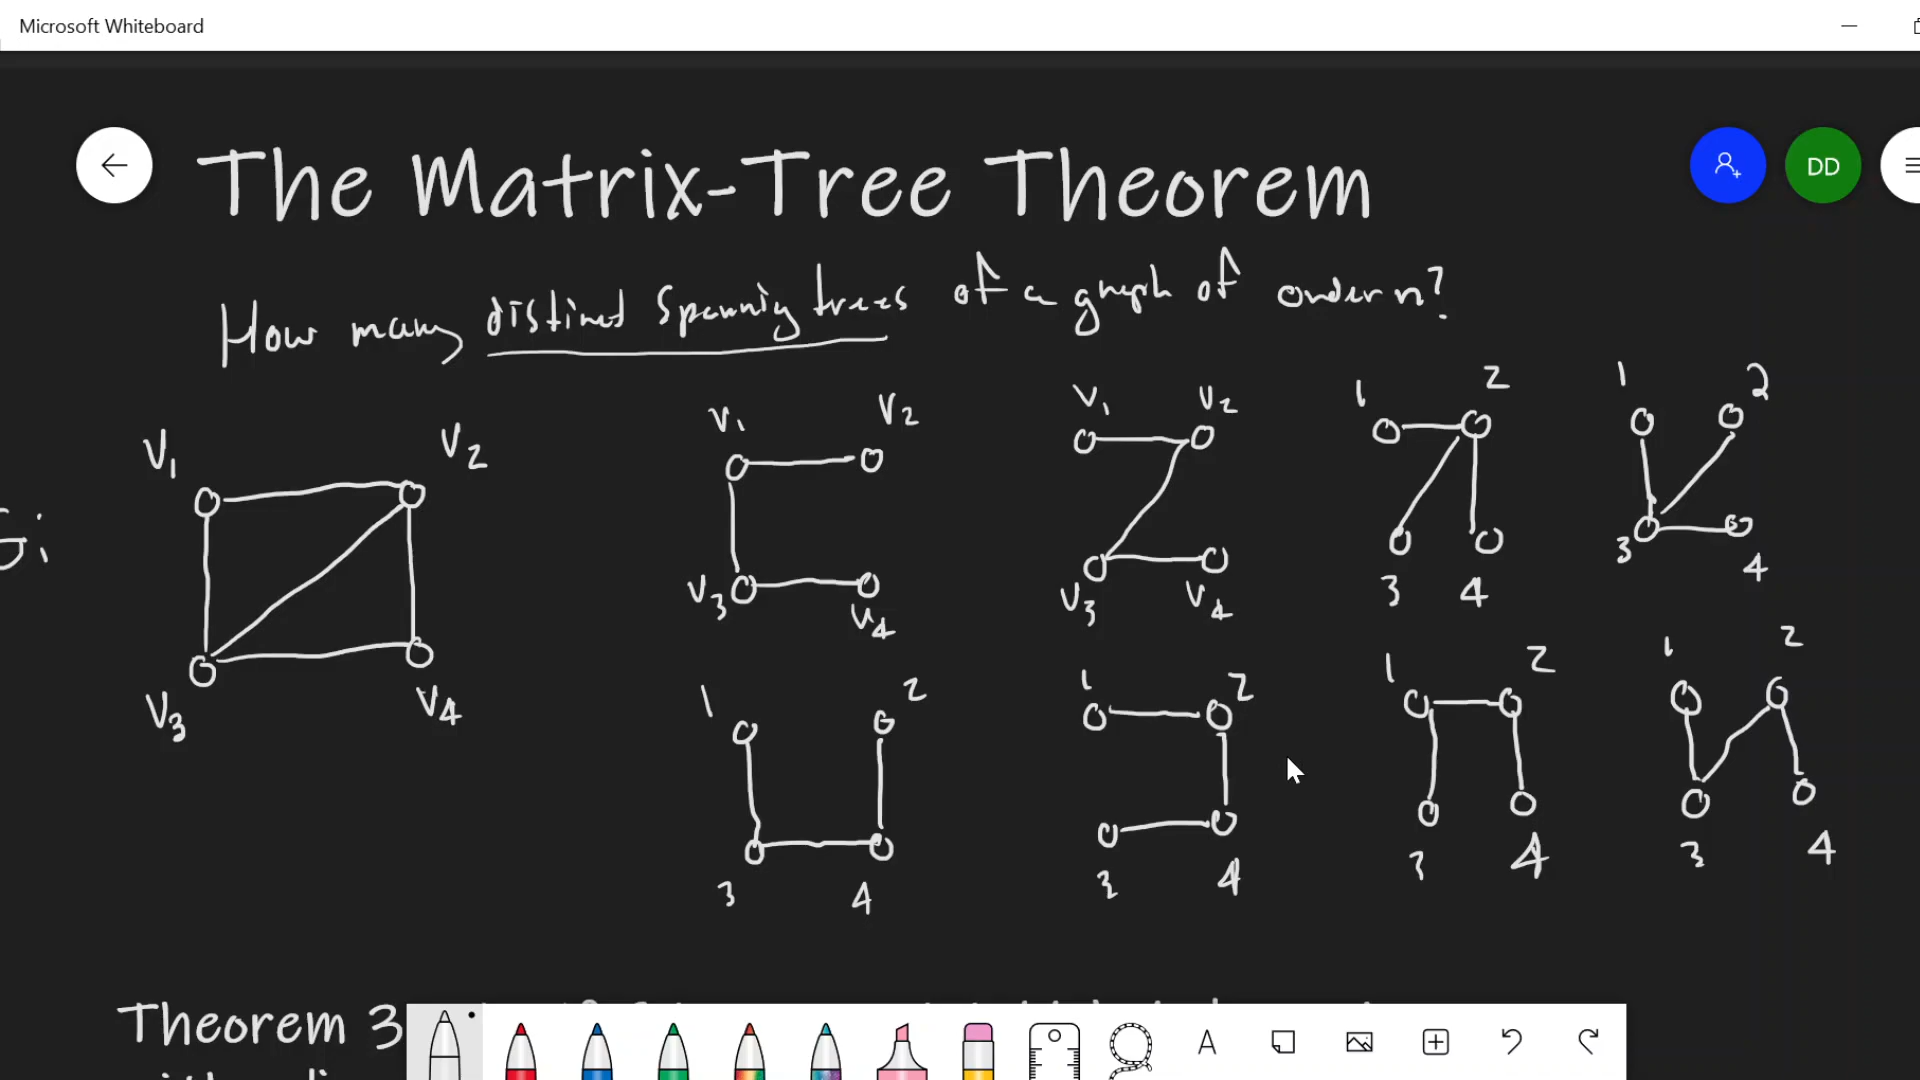 Microsoft Whiteboard
The Matrix-Tree Theorem
DD
How many distinct spanning trees of a graph of order n?
G:
V1 V2
V3 V4
V1 V2
V3 V4
V1 V2
V3 V4
1 2
3 4
1 2
3 4
1 2
3 4
1 2
3 4
1 2
3 4
1 2
3 4
Theorem 3
A